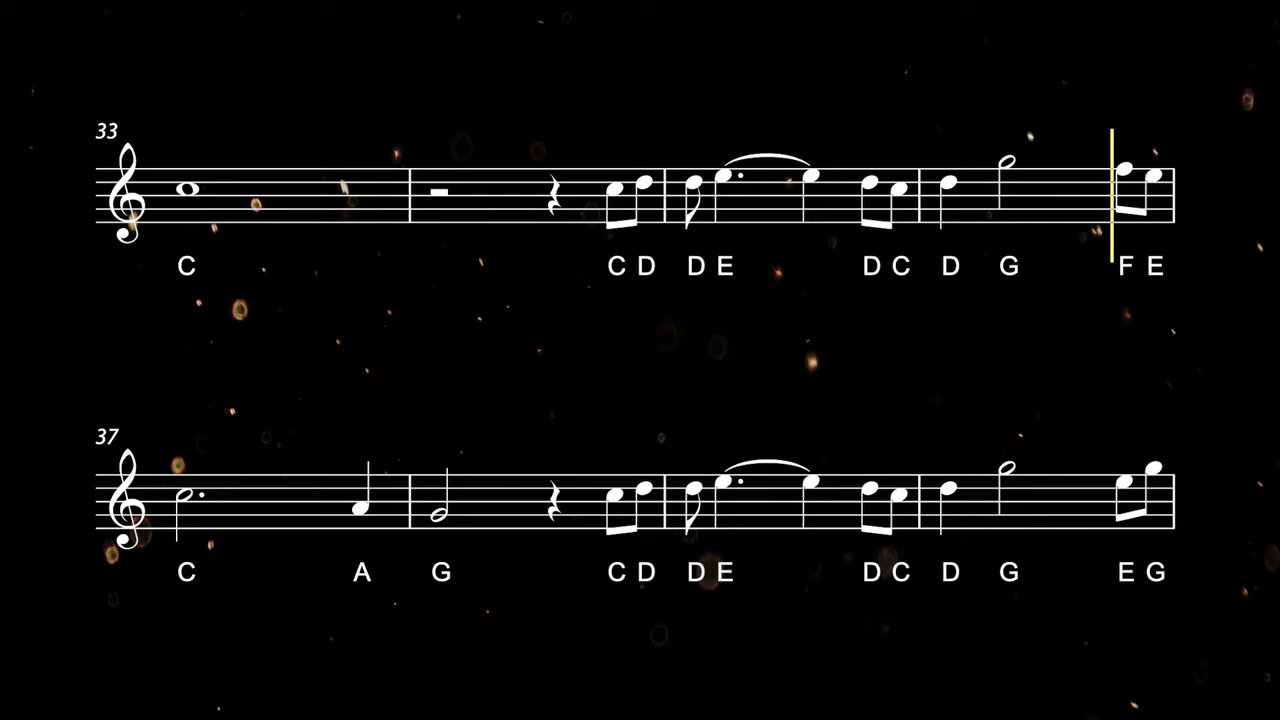 33
C C D D E D C D G F E
37
C A G C D D E D C D G E G